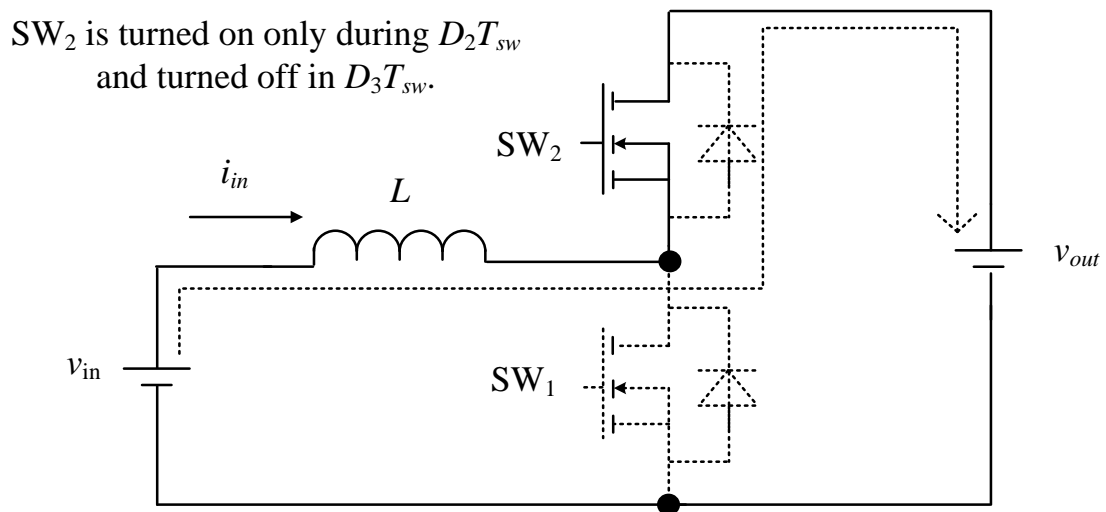 SW₂ is turned on only during D₂Tsw
and turned off in D₃Tsw.
SW₂
iin
L
vout
vin
SW₁